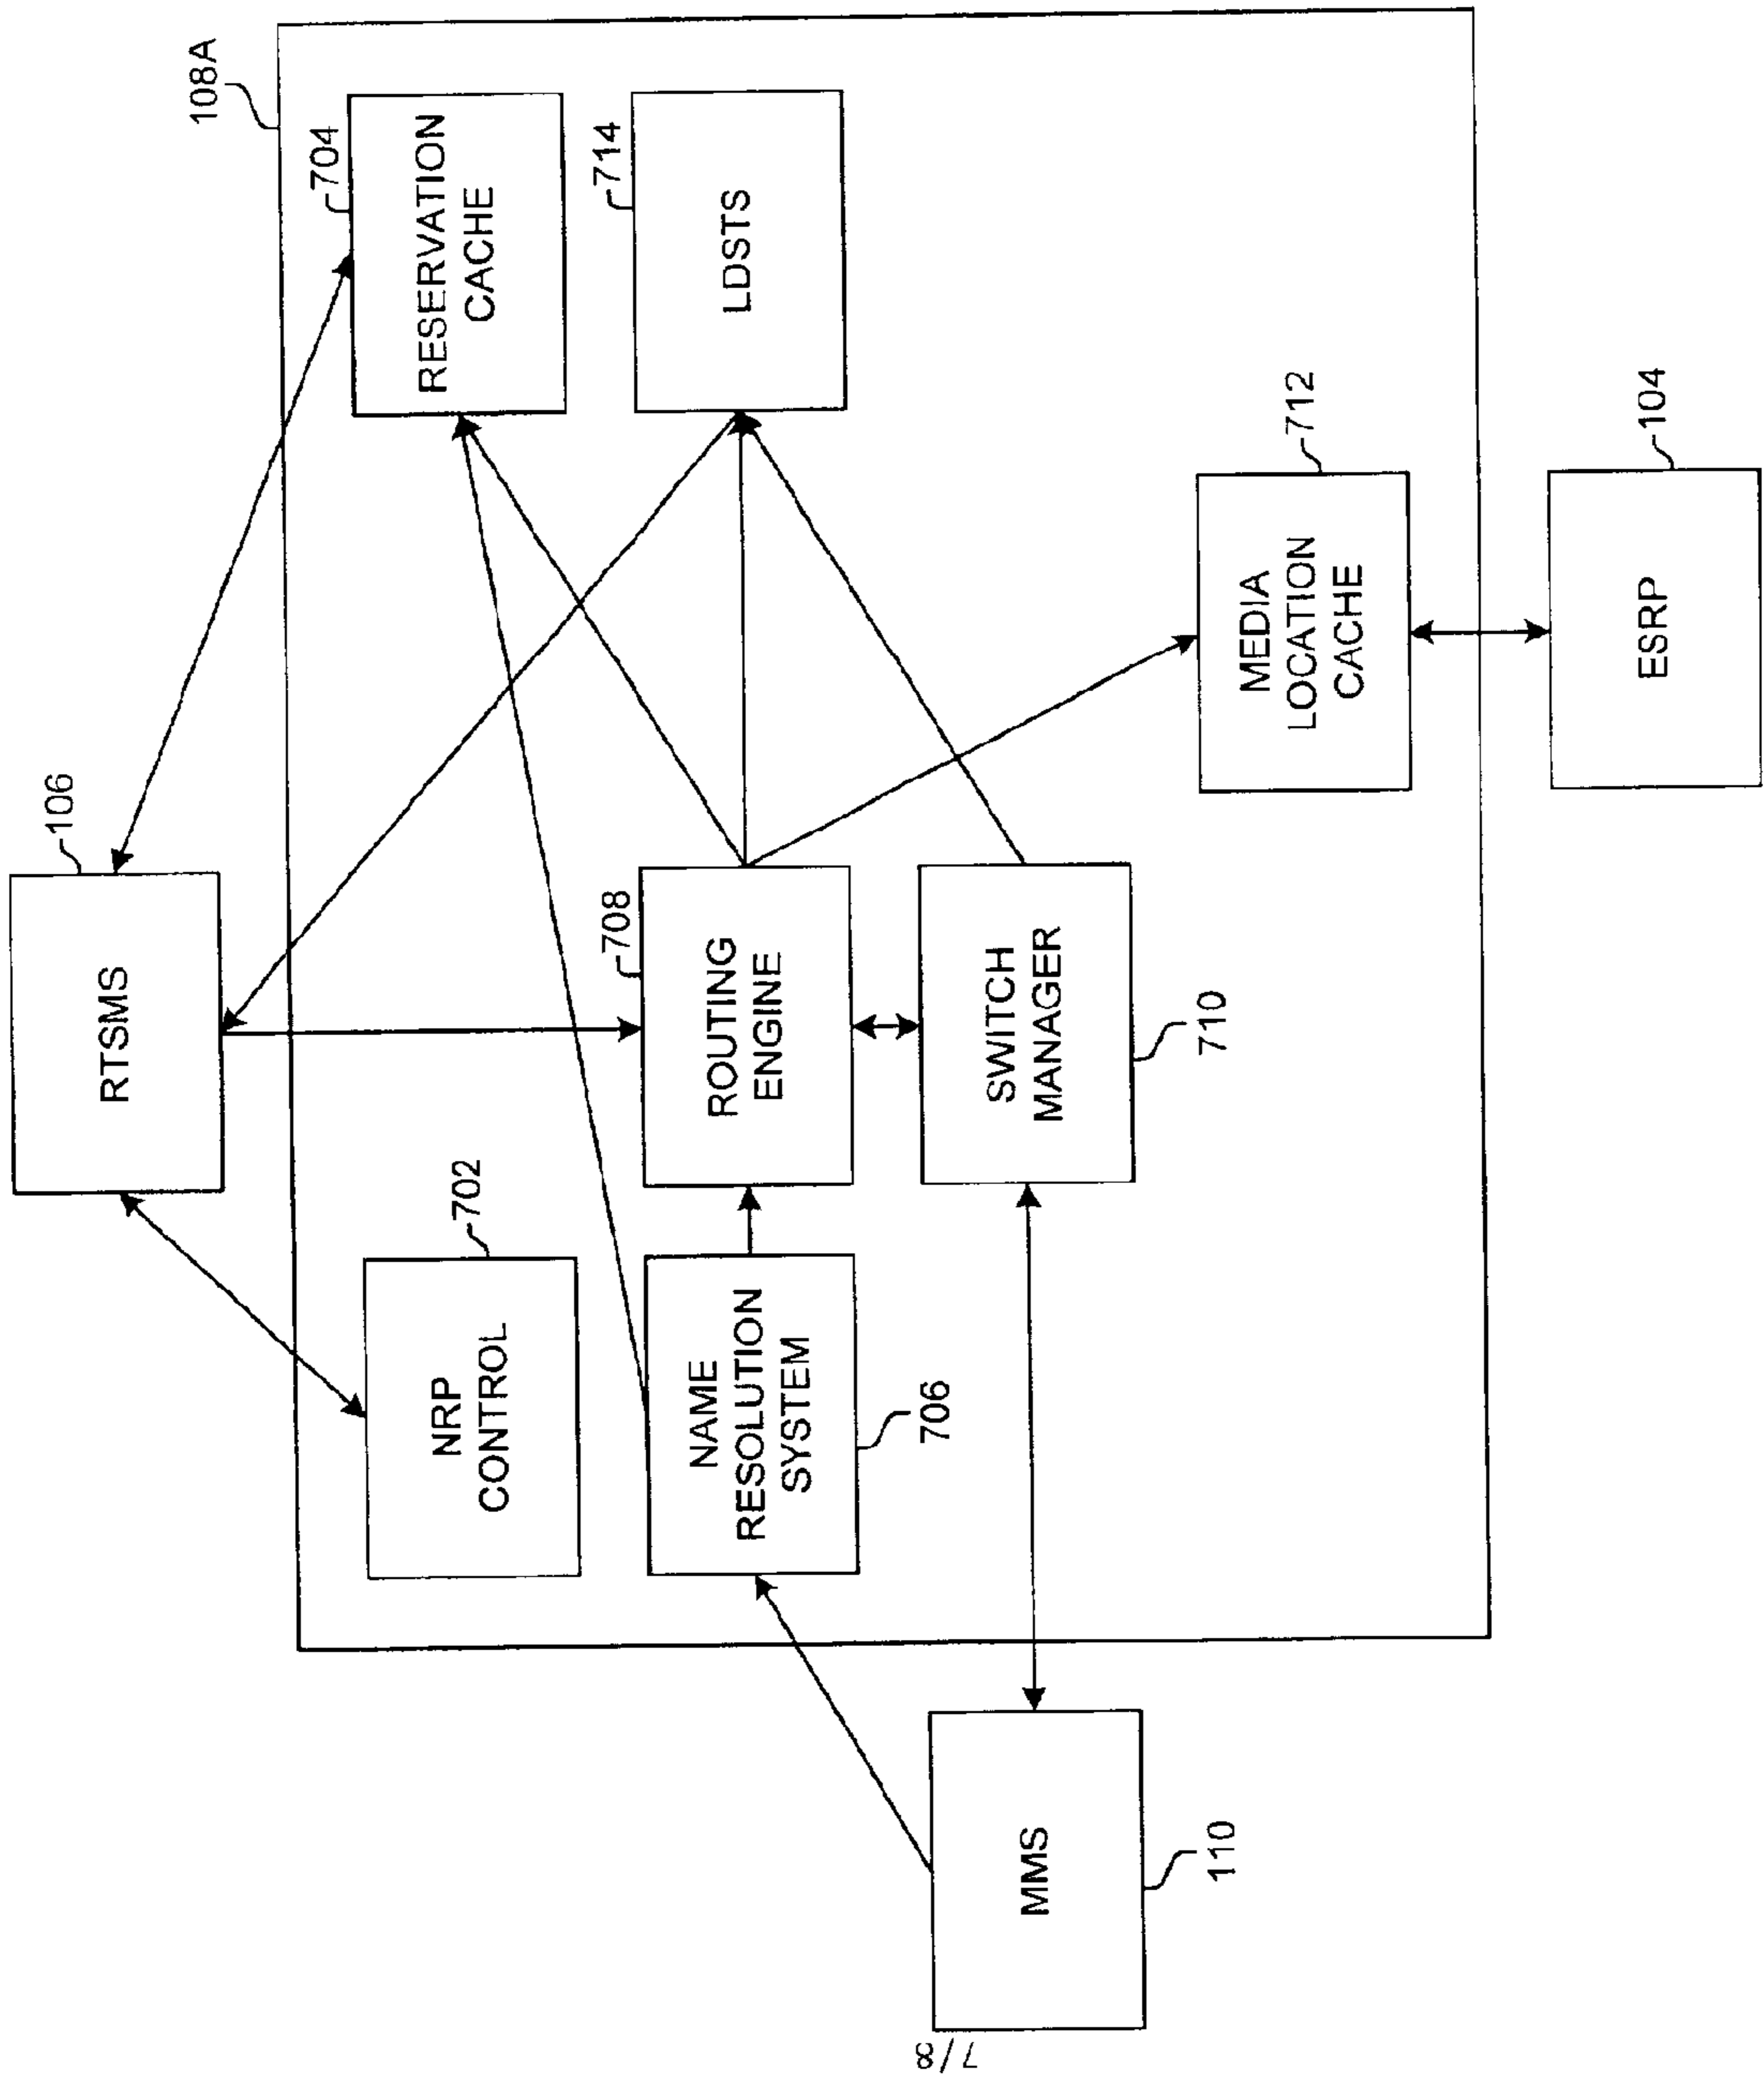 7/8
108A
106
RTSMS
702
NRP
CONTROL
704
RESERVATION
CACHE
706
NAME
RESOLUTION
SYSTEM
708
ROUTING
ENGINE
714
LDSTS
MMS
110
SWITCH
MANAGER
710
MEDIA
LOCATION
CACHE
712
ESRP
104